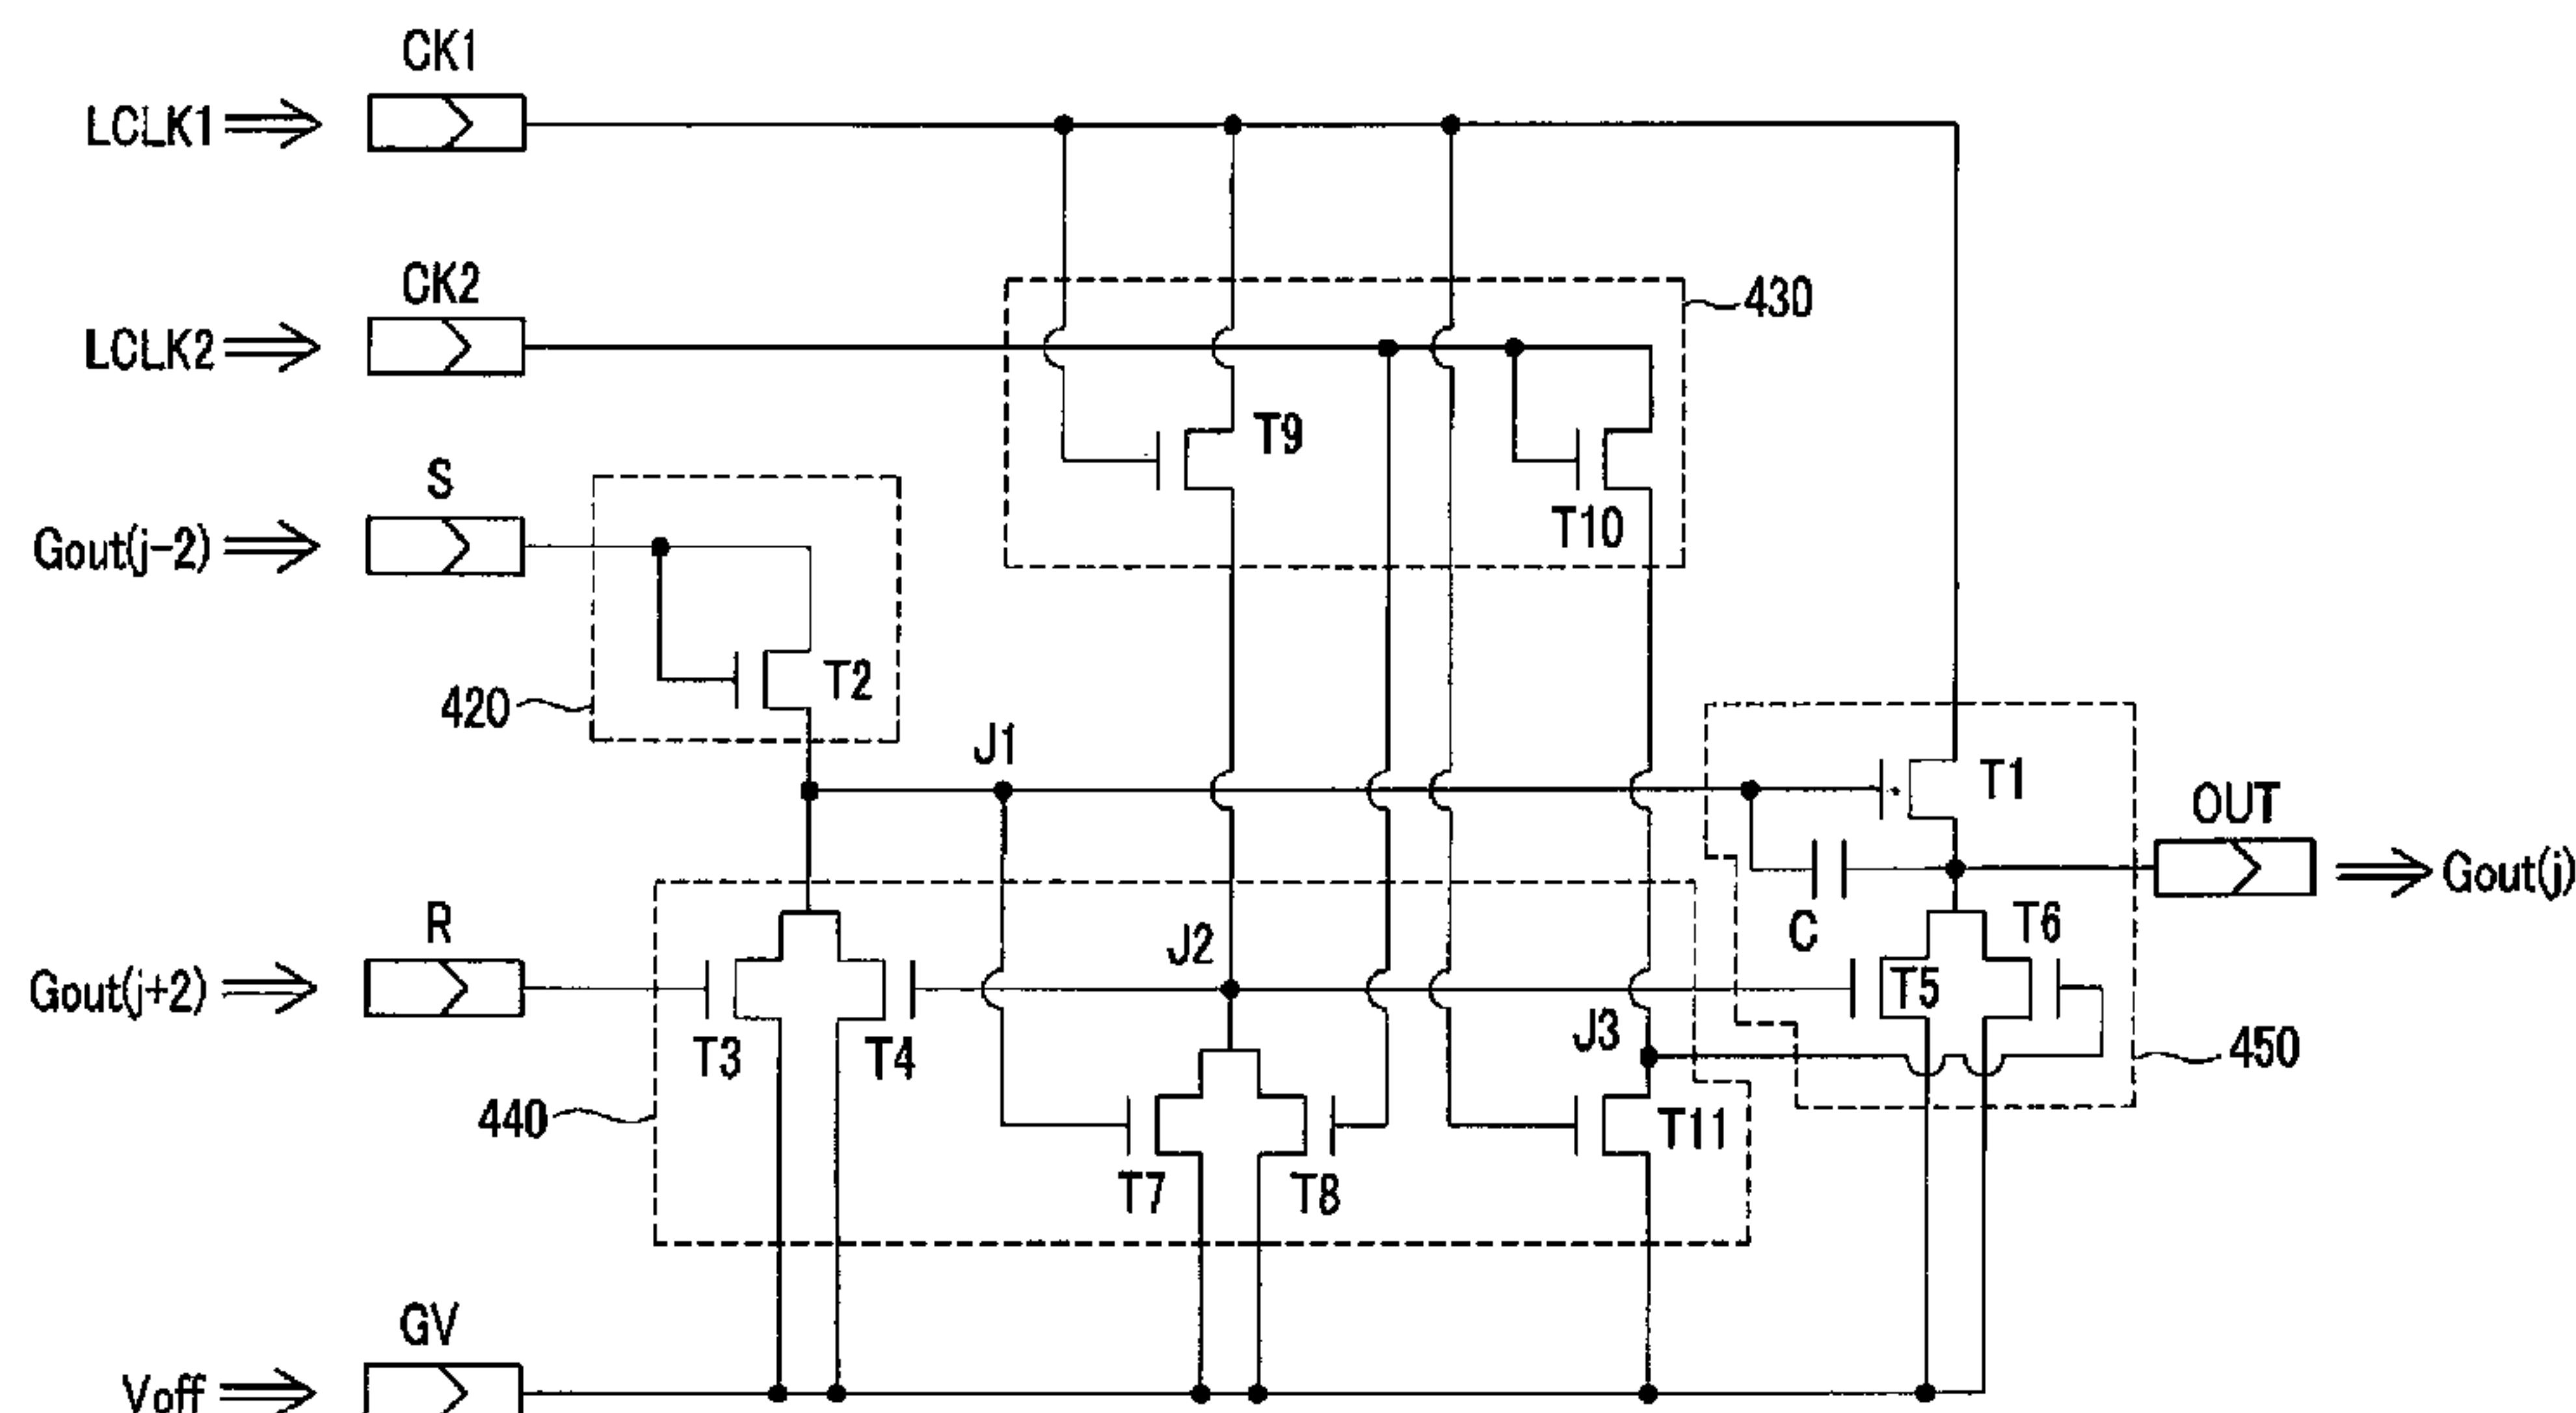 CK1
LCLK1
CK2
LCLK2
430
T9
T10
S
Gout(j-2)
T2
420
J1
T1
OUT
Gout(j)
C
T6
T5
R
Gout(j+2)
J2
J3
T3
T4
440
T11
450
T7
T8
GV
Voff